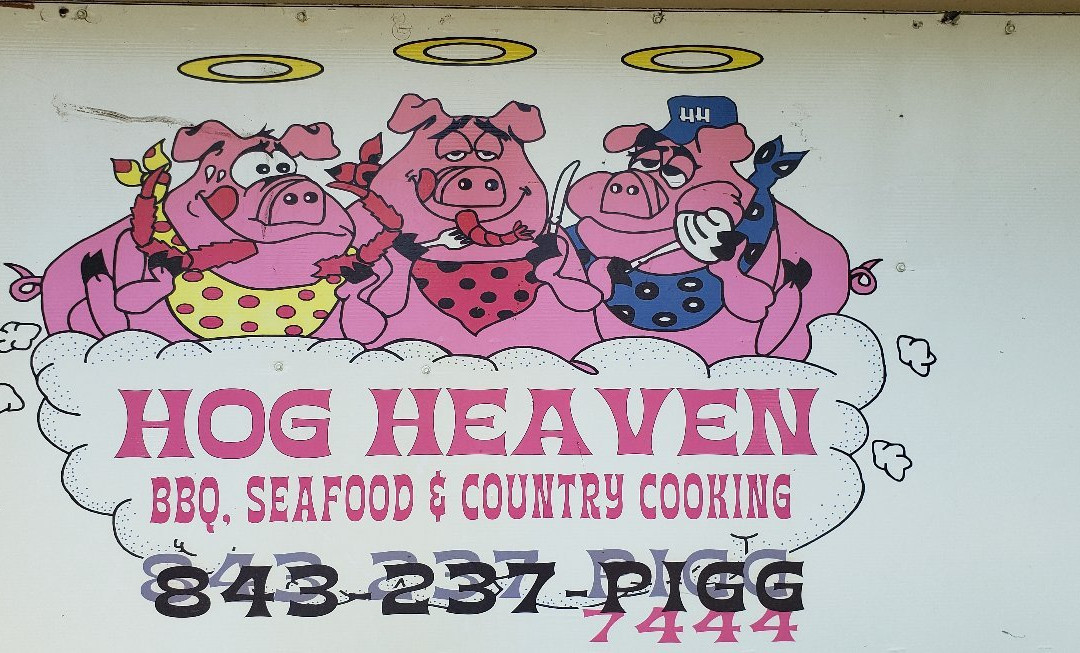 HH
HOG HEAVEN
BBQ, SEAFOOD & COUNTRY COOKING
843-237-PIGG
7444